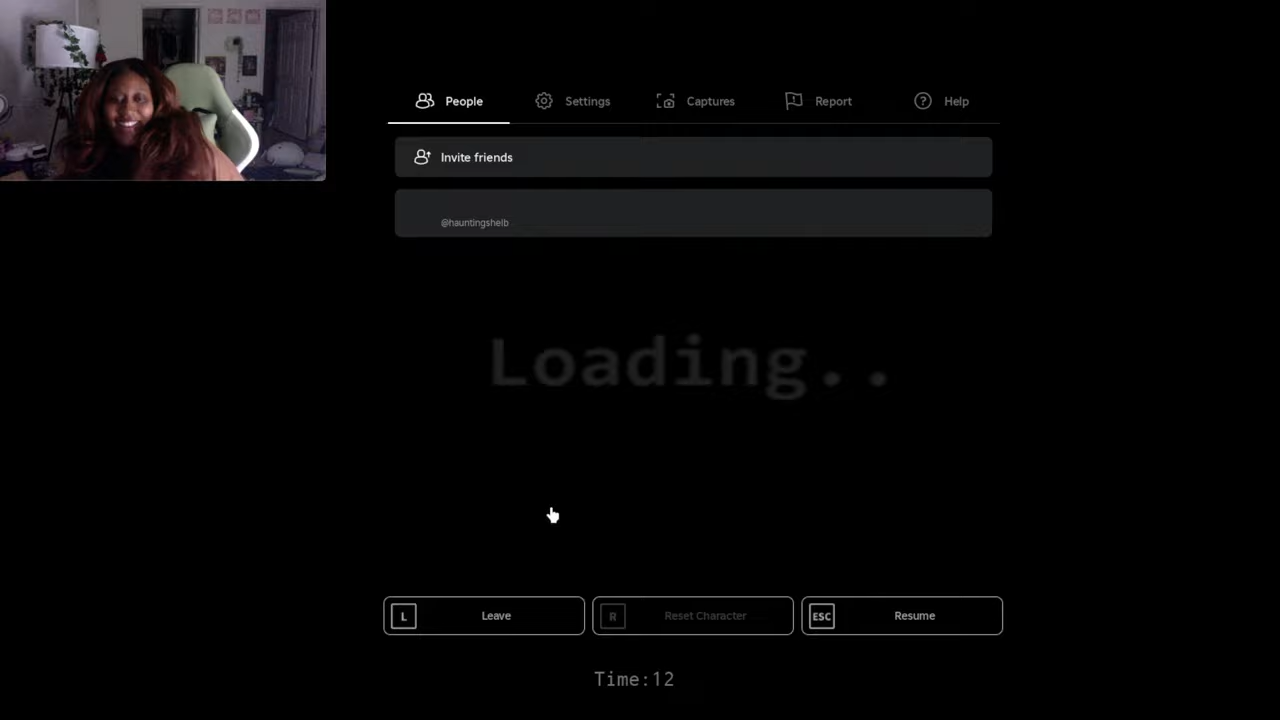 People
Settings
Captures
Report
Help
Invite friends
@hauntingshelb
Loading..
L Leave
R Reset Character
ESC Resume
Time:12